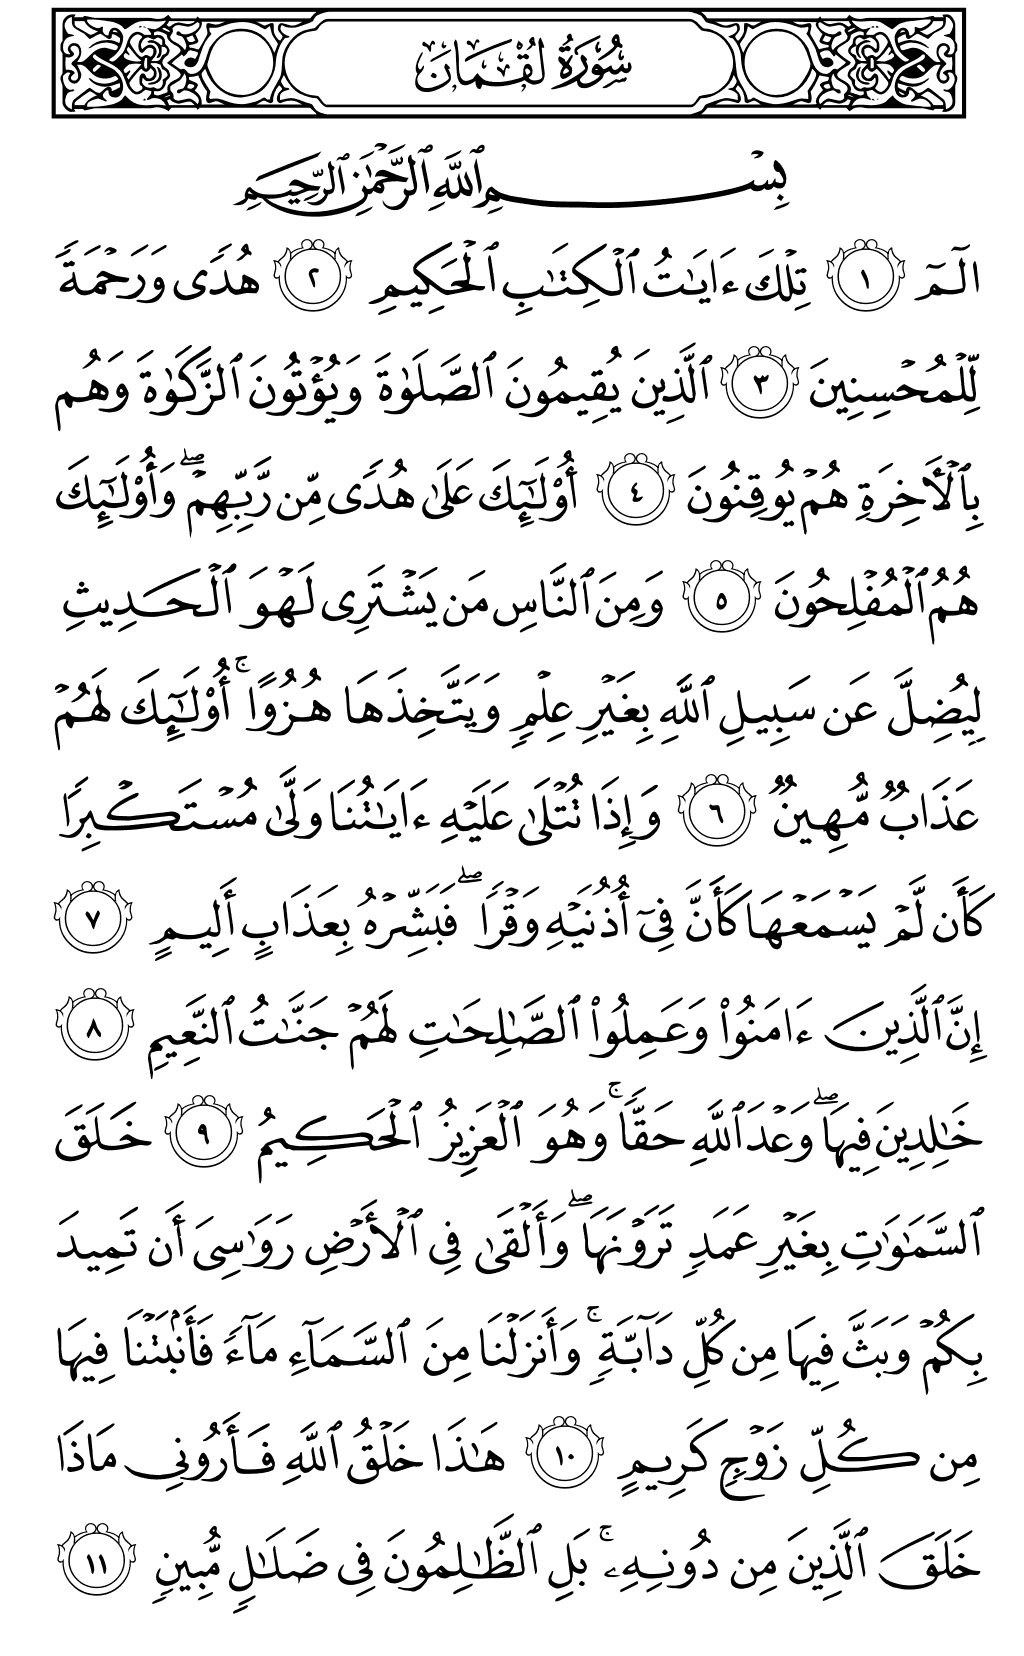 سُورَةُ لُقۡمَانَ
بِسۡمِ ٱللَّهِ ٱلرَّحۡمَٰنِ ٱلرَّحِيمِ
الٓمٓ ١ تِلۡكَ ءَايَٰتُ ٱلۡكِتَٰبِ ٱلۡحَكِيمِ ٢ هُدٗى وَرَحۡمَةٗ
لِّلۡمُحۡسِنِينَ ٣ ٱلَّذِينَ يُقِيمُونَ ٱلصَّلَوٰةَ وَيُؤۡتُونَ ٱلزَّكَوٰةَ وَهُم
بِٱلۡأٓخِرَةِ هُمۡ يُوقِنُونَ ٤ أُوْلَٰٓئِكَ عَلَىٰ هُدٗى مِّن رَّبِّهِمۡۖ وَأُوْلَٰٓئِكَ
هُمُ ٱلۡمُفۡلِحُونَ ٥ وَمِنَ ٱلنَّاسِ مَن يَشۡتَرِي لَهۡوَ ٱلۡحَدِيثِ
لِيُضِلَّ عَن سَبِيلِ ٱللَّهِ بِغَيۡرِ عِلۡمٖ وَيَتَّخِذَهَا هُزُوًاۚ أُوْلَٰٓئِكَ لَهُمۡ
عَذَابٞ مُّهِينٞ ٦ وَإِذَا تُتۡلَىٰ عَلَيۡهِ ءَايَٰتُنَا وَلَّىٰ مُسۡتَكۡبِرٗا
كَأَن لَّمۡ يَسۡمَعۡهَا كَأَنَّ فِيٓ أُذُنَيۡهِ وَقۡرٗاۖ فَبَشِّرۡهُ بِعَذَابٍ أَلِيمٍ ٧
إِنَّ ٱلَّذِينَ ءَامَنُواْ وَعَمِلُواْ ٱلصَّٰلِحَٰتِ لَهُمۡ جَنَّٰتُ ٱلنَّعِيمِ ٨
خَٰلِدِينَ فِيهَاۖ وَعۡدَ ٱللَّهِ حَقّٗاۚ وَهُوَ ٱلۡعَزِيزُ ٱلۡحَكِيمُ ٩ خَلَقَ
ٱلسَّمَٰوَٰتِ بِغَيۡرِ عَمَدٖ تَرَوۡنَهَاۖ وَأَلۡقَىٰ فِي ٱلۡأَرۡضِ رَوَٰسِيَ أَن تَمِيدَ
بِكُمۡ وَبَثَّ فِيهَا مِن كُلِّ دَآبَّةٖۚ وَأَنزَلۡنَا مِنَ ٱلسَّمَآءِ مَآءٗ فَأَنۢبَتۡنَا فِيهَا
مِن كُلِّ زَوۡجٖ كَرِيمٍ ١٠ هَٰذَا خَلۡقُ ٱللَّهِ فَأَرُونِي مَاذَا
خَلَقَ ٱلَّذِينَ مِن دُونِهِۦۚ بَلِ ٱلظَّٰلِمُونَ فِي ضَلَٰلٖ مُّبِينٖ ١١